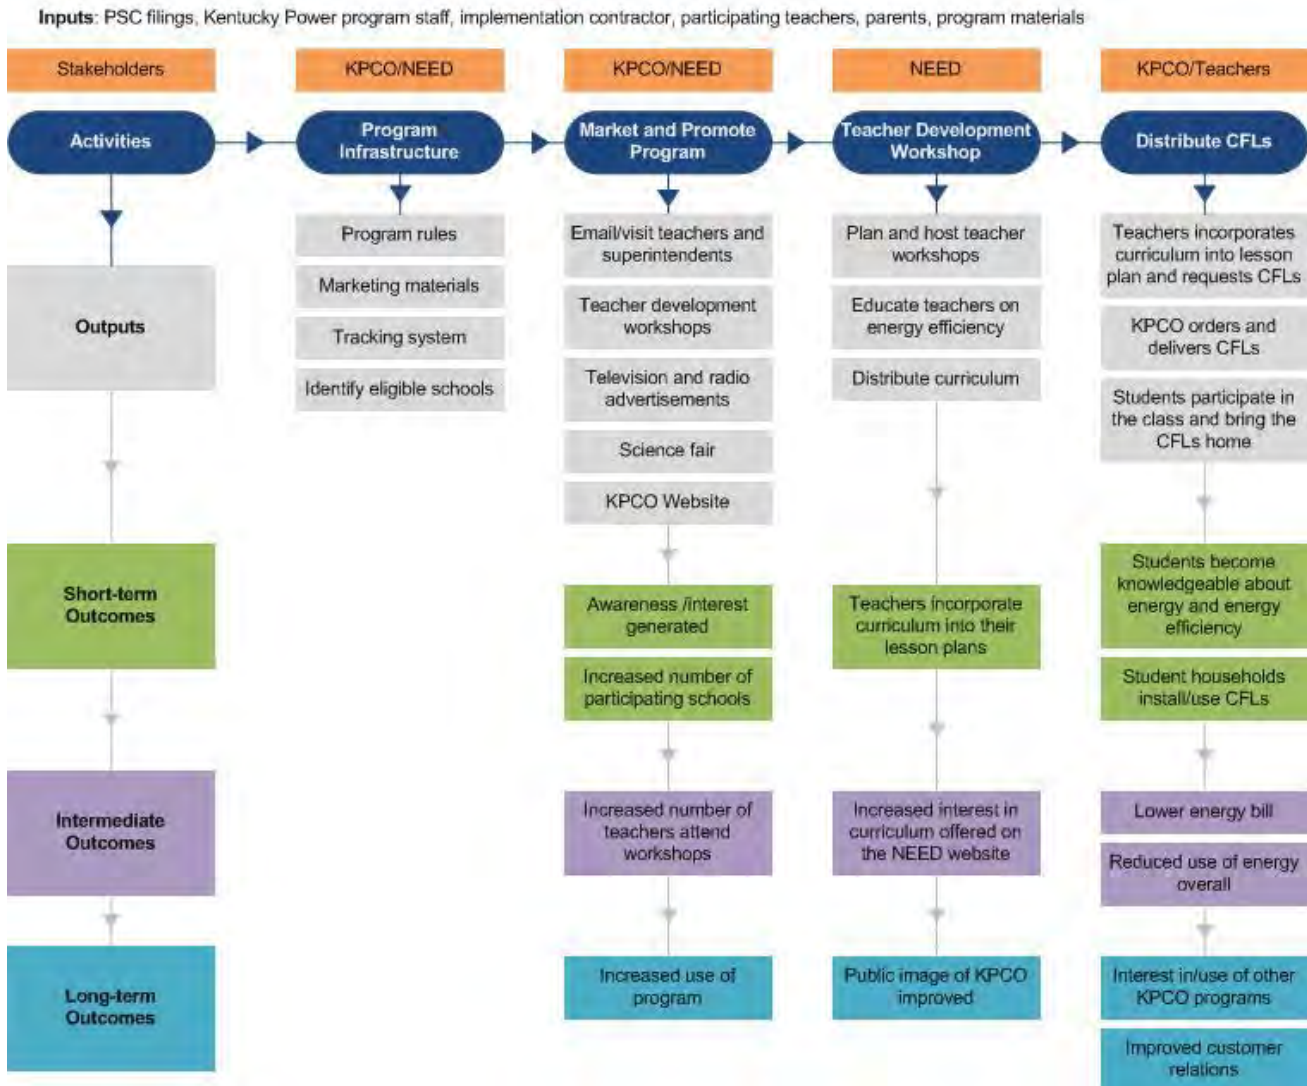 Inputs: PSC filings, Kentucky Power program staff, implementation contractor, participating teachers, parents, program materials
Stakeholders
KPCO/NEED
KPCO/NEED
NEED
KPCO/Teachers
Activities
Program
Infrastructure
Market and Promote
Program
Teacher Development
Workshop
Distribute CFLs
Outputs
Program rules
Marketing materials
Tracking system
Identify eligible schools
Email/visit teachers and
superintendents
Teacher development
workshops
Television and radio
advertisements
Science fair
KPCO Website
Plan and host teacher
workshops
Educate teachers on
energy efficiency
Distribute curriculum
Teachers incorporates
curriculum into lesson
plan and requests CFLs
KPCO orders and
delivers CFLs
Students participate in
the class and bring the
CFLs home
Short-term
Outcomes
Awareness /interest
generated
Increased number of
participating schools
Teachers incorporate
curriculum into their
lesson plans
Students become
knowledgeable about
energy and energy
efficiency
Student households
install/use CFLs
Intermediate
Outcomes
Increased number of
teachers attend
workshops
Increased interest in
curriculum offered on
the NEED website
Lower energy bill
Reduced use of energy
overall
Long-term
Outcomes
Increased use of
program
Public image of KPCO
improved
Interest in/use of other
KPCO programs
Improved customer
relations